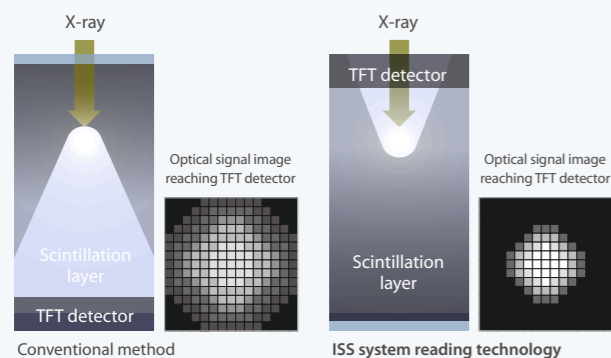 X-ray
Optical signal image
reaching TFT detector
Scintillation
layer
TFT detector
Conventional method
X-ray
TFT detector
Optical signal image
reaching TFT detector
Scintillation
layer
ISS system reading technology